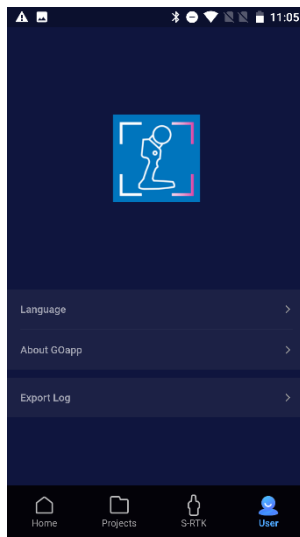 11:05
Language
About GOapp
Export Log
Home
Projects
S-RTK
User